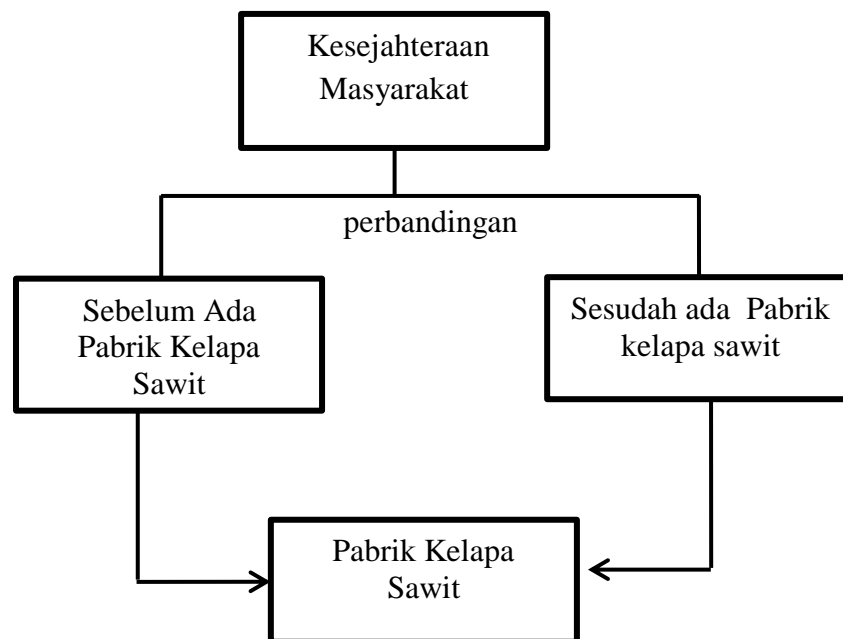 Kesejahteraan
Masyarakat
perbandingan
Sebelum Ada
Pabrik Kelapa
Sawit
Sesudah ada  Pabrik
kelapa sawit
Pabrik Kelapa
Sawit